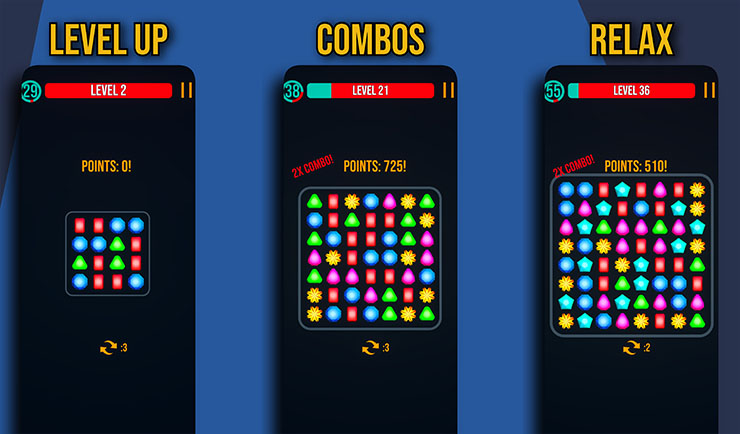 LEVEL UP
29
LEVEL 2
POINTS: 0!
:3
COMBOS
38
LEVEL 21
2X COMBO!
POINTS: 725!
:3
RELAX
55
LEVEL 36
2X COMBO!
POINTS: 510!
:2